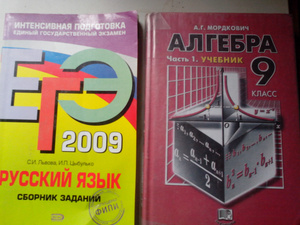 ИНТЕНСИВНАЯ ПОДГОТОВКА
ЕДИНЫЙ ГОСУДАРСТВЕННЫЙ ЭКЗАМЕН
ЕГЭ
2009
С.И. Львова, И.П. Цыбулько
РУССКИЙ ЯЗЫК
СБОРНИК ЗАДАНИЙ
ФИПИ
А.Г. МОРДКОВИЧ
АЛГЕБРА
Часть 1. УЧЕБНИК
9
КЛАСС